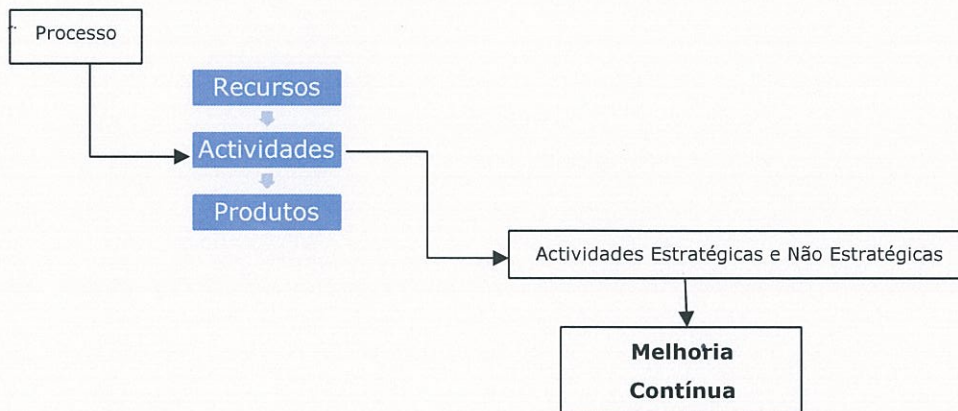 Processo
Recursos
Actividades
Produtos
Actividades Estratégicas e Não Estratégicas
Melhoria
Contínua